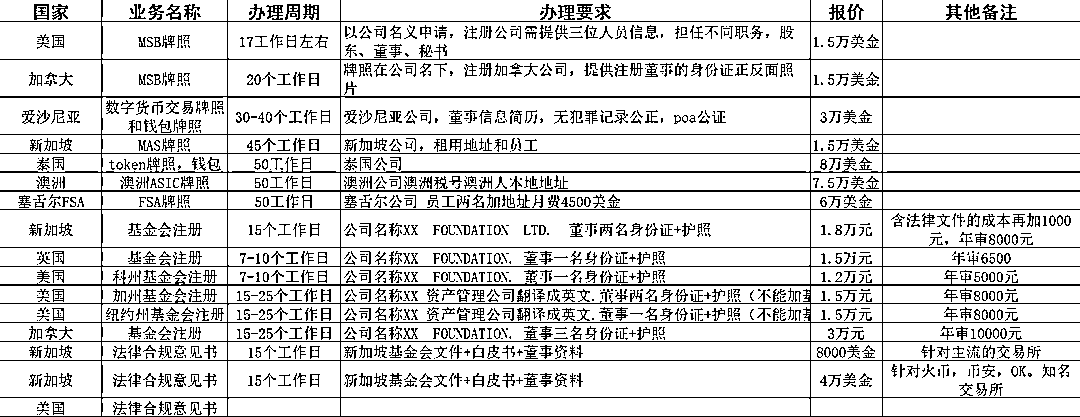 国家 业务名称 办理周期 办理要求 报价 其他备注
美国 MSB牌照 17工作日左右 以公司名义申请，注册公司需提供三位人员信息，担任不同职务，股
东、董事、秘书 1.5万美金
加拿大 MSB牌照 20个工作日 牌照在公司名下，注册加拿大公司，提供注册董事的身份证正反面照
片 1.5万美金
爱沙尼亚 数字货币交易牌照
和钱包牌照 30-40个工作日 爱沙尼亚公司，董事信息简历，无犯罪记录公正，poa公证 3万美金
新加坡 MAS牌照 45个工作日 新加坡公司，租用地址和员工 1.5万美金
泰国 token牌照，钱包 50工作日 泰国公司 8万美金
澳洲 澳洲ASIC牌照 50工作日 澳洲公司澳洲税号澳洲人本地地址 7.5万美金
塞舌尔FSA FSA牌照 50工作日 塞舌尔公司 员工两名加地址月费4500美金 6万美金
新加坡 基金会注册 15个工作日 公司名称XX FOUNDATION LTD. 董事两名身份证+护照 1.8万元 含法律文件的成本再加1000
元，年审8000元
英国 基金会注册 7-10个工作日 公司名称XX FOUNDATION. 董事一名身份证+护照 1.5万元 年审6500
美国 科州基金会注册 7-10个工作日 公司名称XX FOUNDATION. 董事一名身份证+护照 1.2万元 年审5000元
美国 加州基金会注册 15-25个工作日 公司名称XX 资产管理公司翻译成英文.董事两名身份证+护照（不能加基 1.5万元 年审8000元
美国 纽约州基金会注册 15-25个工作日 公司名称XX 资产管理公司翻译成英文.董事一名身份证+护照（不能加基 1.5万元 年审8000元
加拿大 基金会注册 15-25个工作日 公司名称XX FOUNDATION. 董事三名身份证+护照 3万元 年审10000元
新加坡 法律合规意见书 15个工作日 新加坡基金会文件+白皮书+董事资料 8000美金 针对主流的交易所
新加坡 法律合规意见书 15个工作日 新加坡基金会文件+白皮书+董事资料 4万美金 针对火币，币安，OK。知名
交易所
美国 法律合规意见书